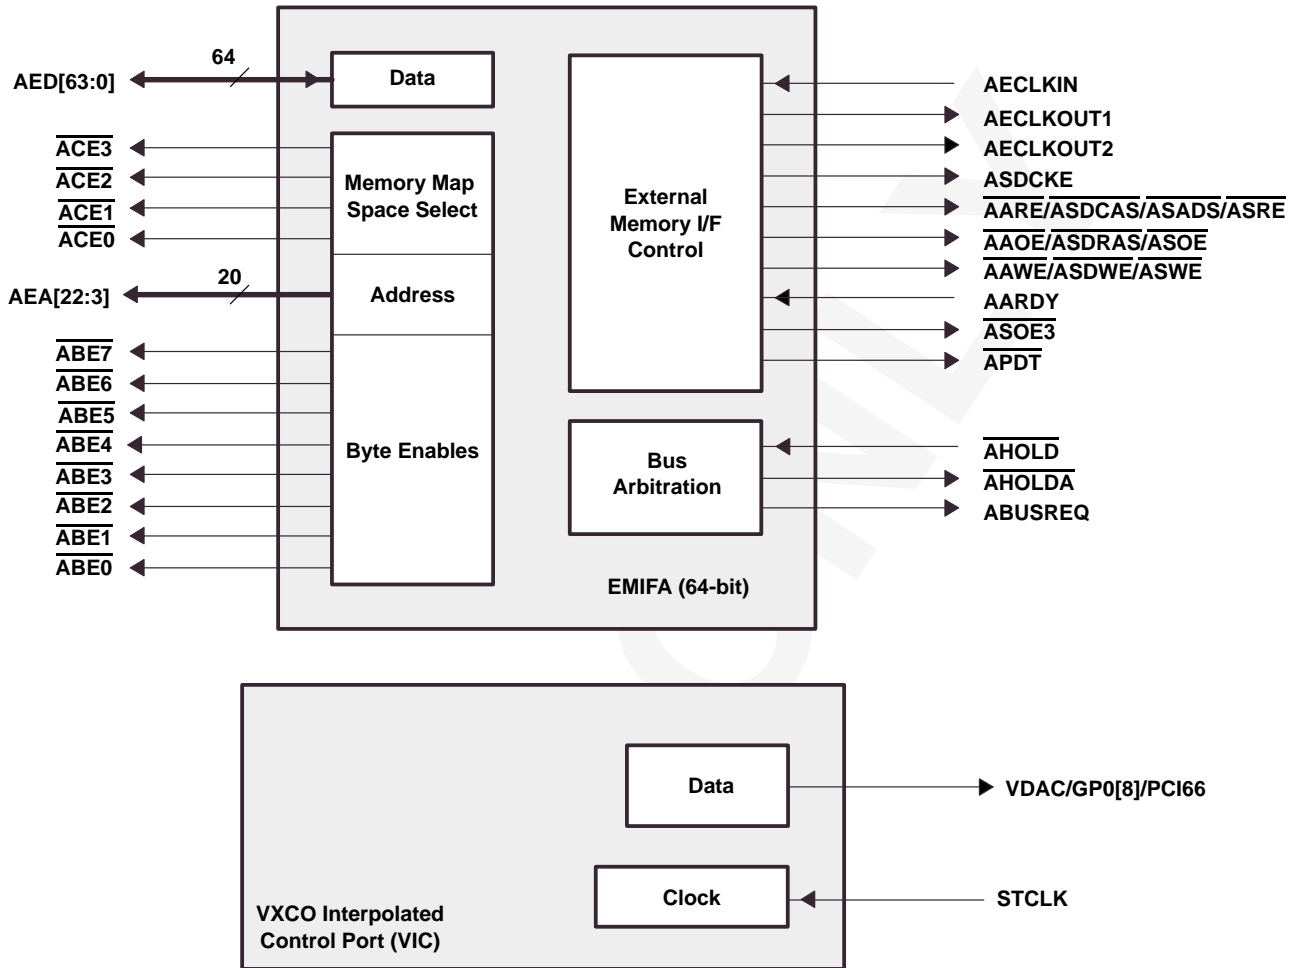 64
AED[63:0]
Data
ACE3
ACE2
ACE1
ACE0
Memory Map
Space Select
20
AEA[22:3]
Address
ABE7
ABE6
ABE5
ABE4
ABE3
ABE2
ABE1
ABE0
Byte Enables
External
Memory I/F
Control
AECLKIN
AECLKOUT1
AECLKOUT2
ASDCKE
AARE/ASDCAS/ASADS/ASRE
AAOE/ASDRAS/ASOE
AAWE/ASDWE/ASWE
AARDY
ASOE3
APDT
Bus
Arbitration
AHOLD
AHOLDA
ABUSREQ
EMIFA (64-bit)
Data
VDAC/GP0[8]/PCI66
Clock
STCLK
VXCO Interpolated
Control Port (VIC)